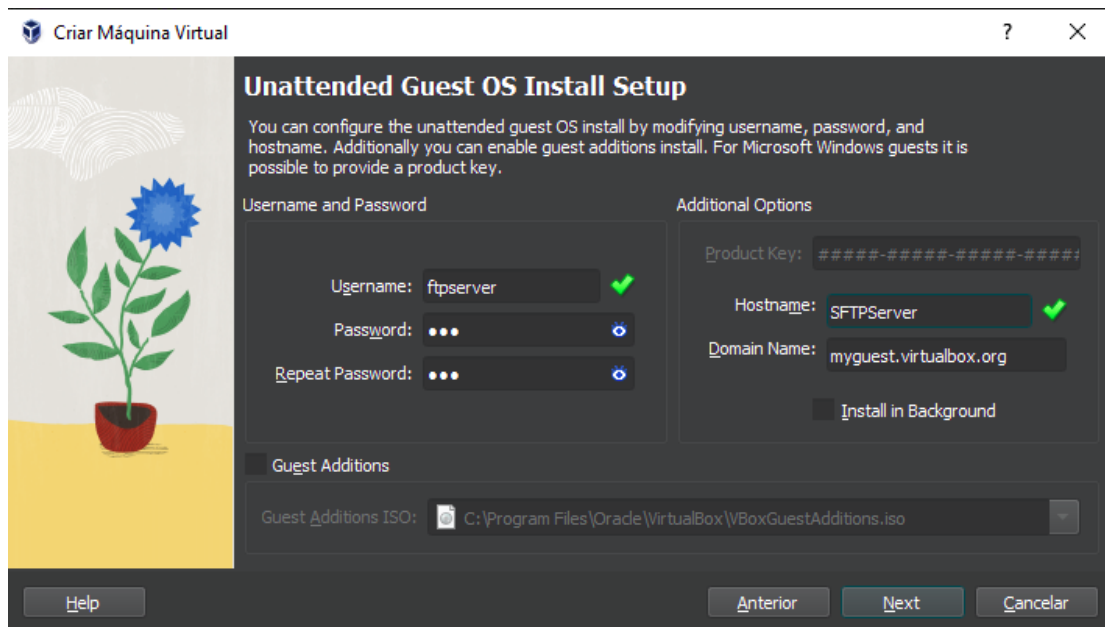 Criar Máquina Virtual
?
Unattended Guest OS Install Setup
You can configure the unattended guest OS install by modifying username, password, and
hostname. Additionally you can enable guest additions install. For Microsoft Windows guests it is
possible to provide a product key.
Username and Password
Username: ftpserver
Password: ●●●
Repeat Password: ●●●
Additional Options
Product Key: #####-#####-#####-#####
Hostname: SFTPServer
Domain Name: myguest.virtualbox.org
Install in Background
Guest Additions
Guest Additions ISO: C:\Program Files\Oracle\VirtualBox\VBoxGuestAdditions.iso
Help
Anterior
Next
Cancelar